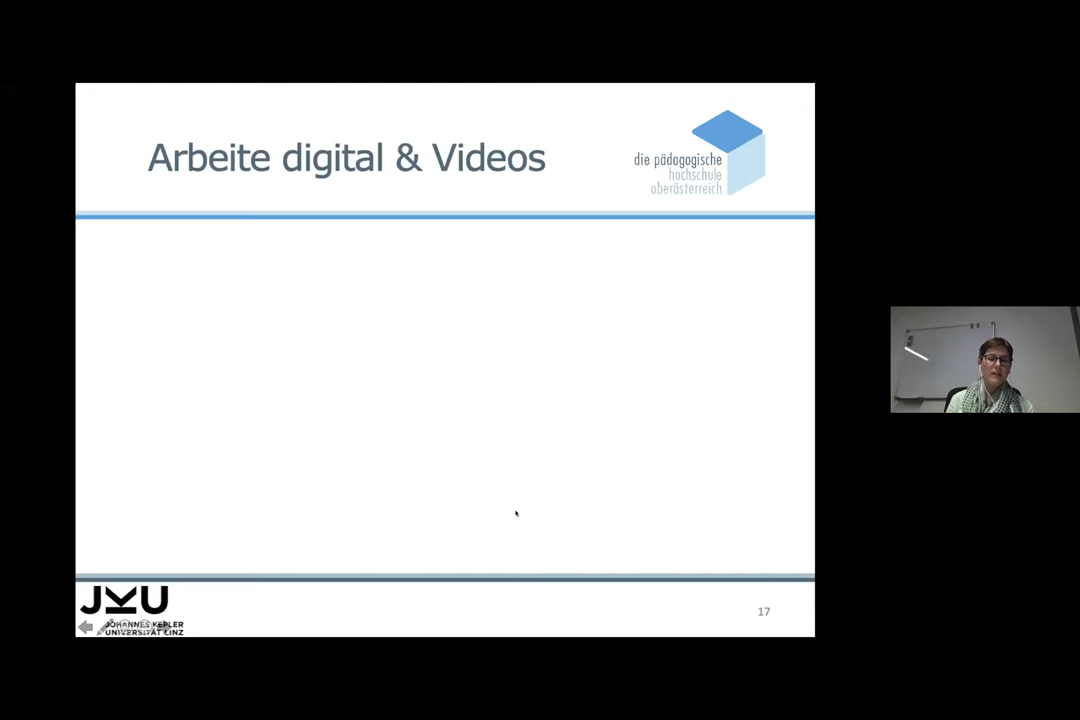 Arbeite digital & Videos
die pädagogische
hochschule
oberösterreich
JKU
JOHANNES KEPLER
UNIVERSITÄT LINZ
17